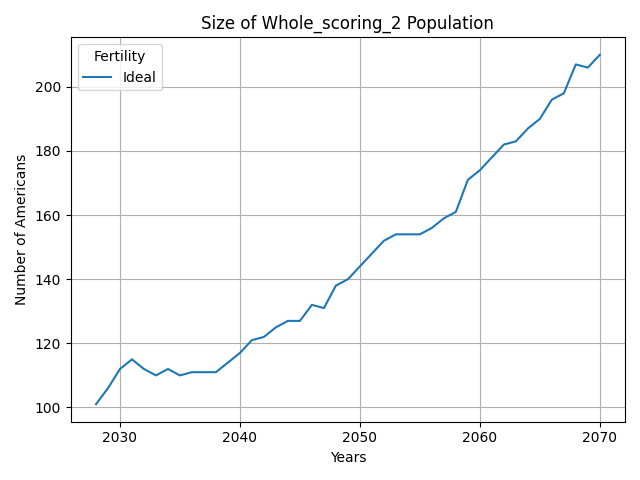 Size of Whole_scoring_2 Population
Fertility
Ideal
Number of Americans
200
180
160
140
120
100
2030 2040 2050 2060 2070
Years